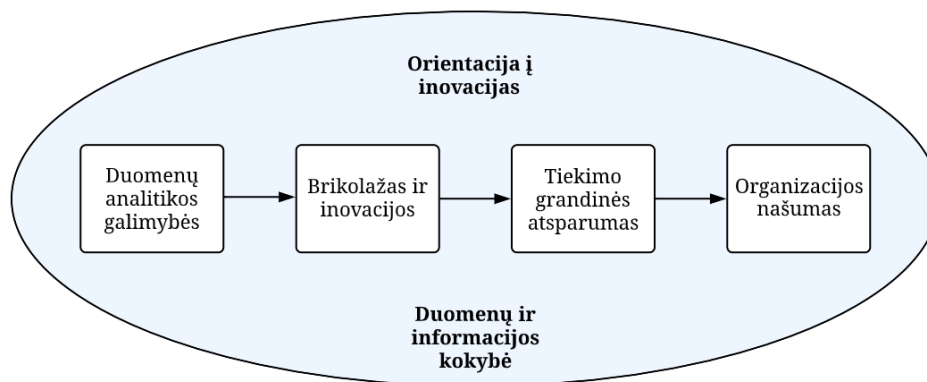 Orientacija į
inovacijas
Duomenų
analitikos
galimybės
Brikolažas ir
inovacijos
Tiekimo
grandinės
atsparumas
Organizacijos
našumas
Duomenų ir
informacijos
kokybė